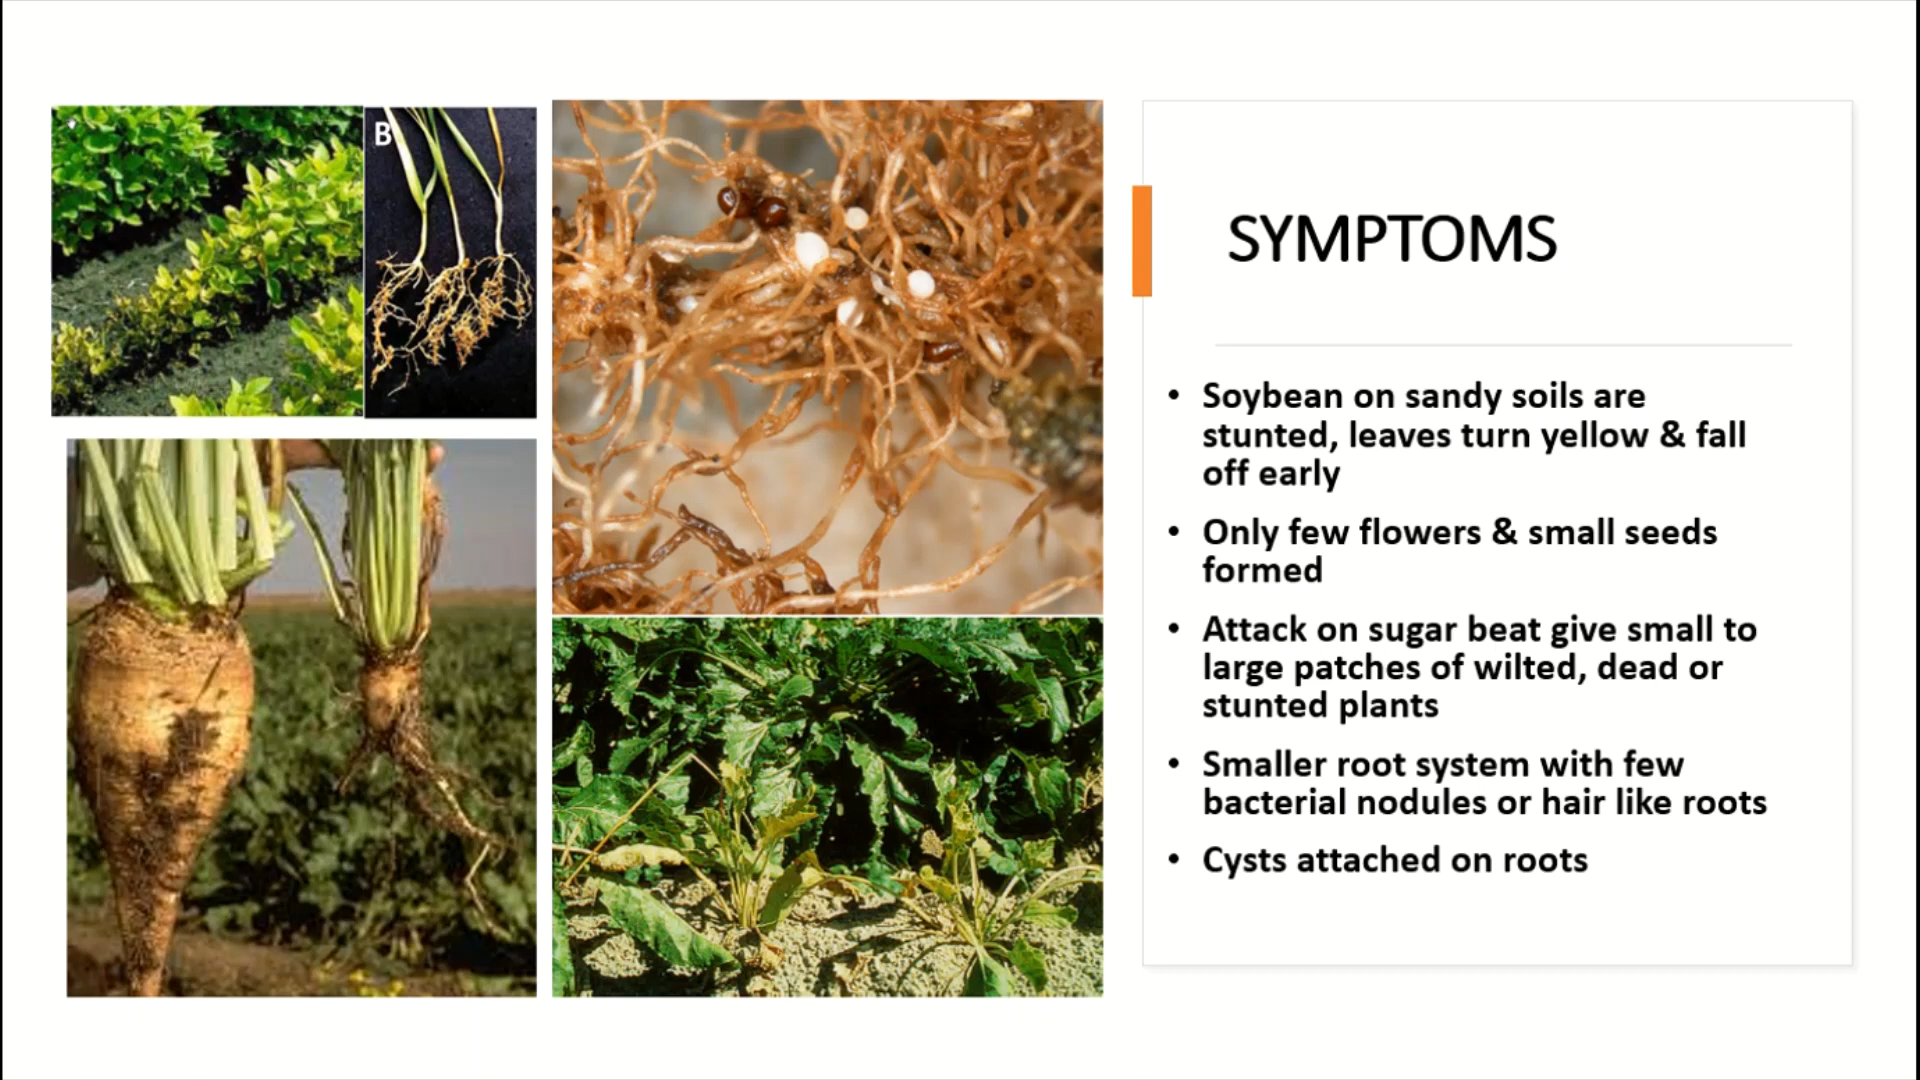 B
SYMPTOMS
• Soybean on sandy soils are
stunted, leaves turn yellow & fall
off early
• Only few flowers & small seeds
formed
• Attack on sugar beat give small to
large patches of wilted, dead or
stunted plants
• Smaller root system with few
bacterial nodules or hair like roots
• Cysts attached on roots